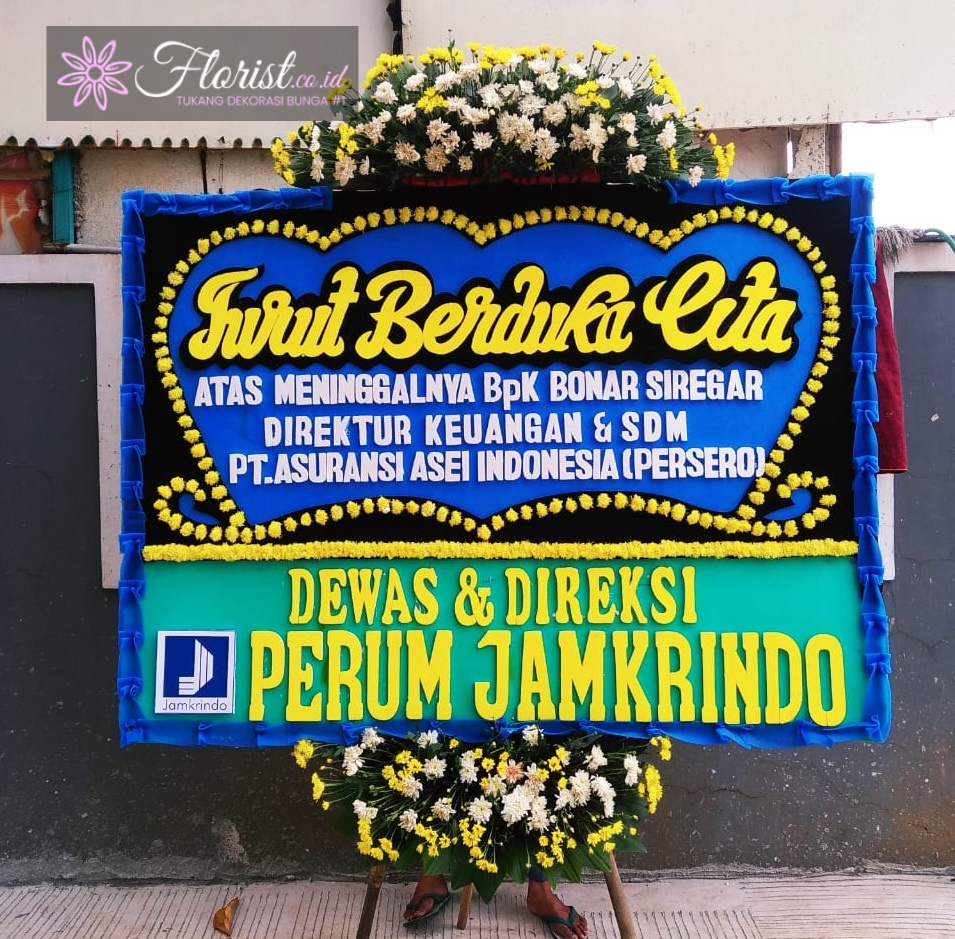 Florist.co.id
TUKANG DEKORASI BUNGA #1
Turut Berduka Cita
ATAS MENINGGALNYA BpK BONAR SIREGAR
DIREKTUR KEUANGAN & SDM
PT.ASURANSI ASEI INDONESIA (PERSERO)
DEWAS & DIREKSI
PERUM JAMKRINDO
Jamkrindo